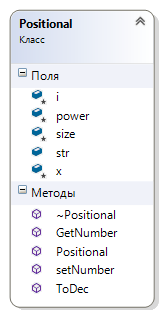 Positional
Класс
Поля
i
power
size
str
x
Методы
~Positional
GetNumber
Positional
setNumber
ToDec